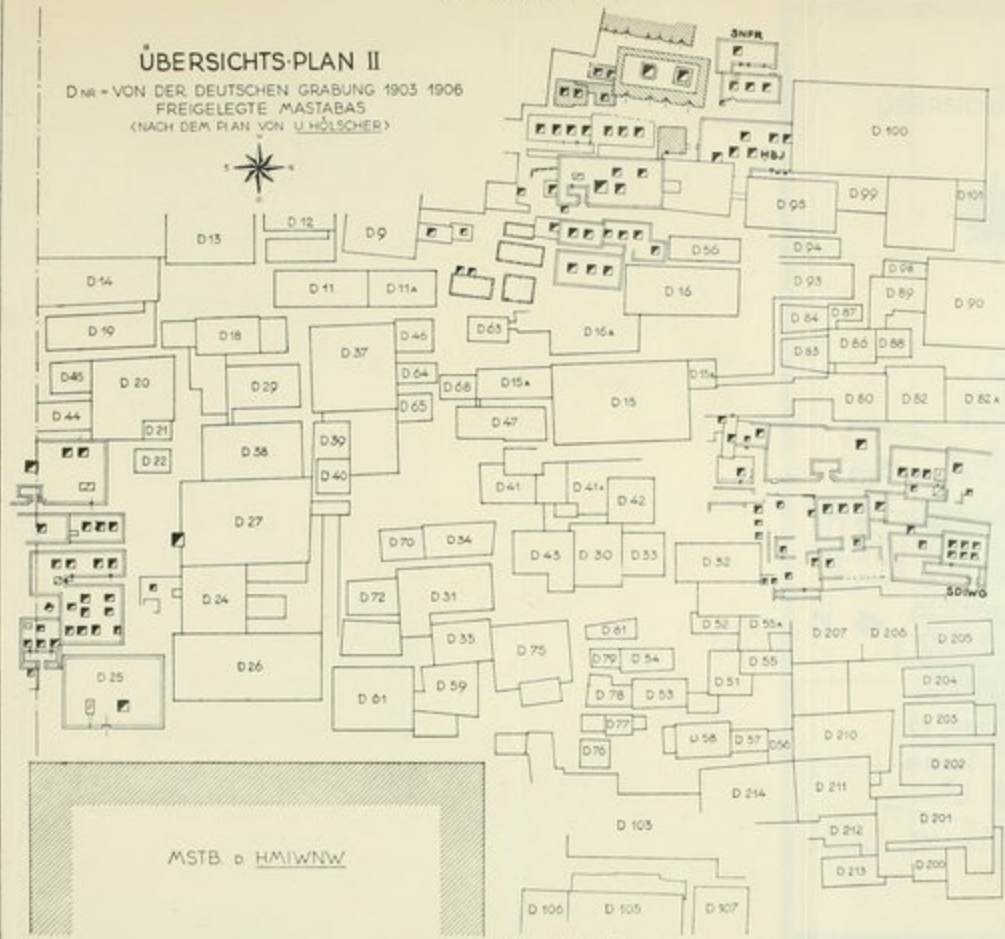 ÜBERSICHTS·PLAN II
D NR = VON DER DEUTSCHEN GRABUNG 1903 1906
FREIGELEGTE MASTABAS
(NACH DEM PLAN VON U. HÖLSCHER)
SNFR
D 100
HBJ
D 99
D 101
D 95
D 12
D 13
D 9
D 56
D 94
D 14
D 11
D 11A
D 16
D 93
D 98
D 89
D 90
D 19
D 18
D 37
D 46
D 63
D 16A
D 84
D 87
D 86
D 88
D 83
D 45
D 20
D 29
D 64
D 68
D 15A
D 15
D 80
D 82
D 82A
D 44
D 65
D 47
D 21
D 39
D 22
D 38
D 40
D 41
D 41A
D 42
D 27
D 70
D 34
D 43
D 30
D 33
D 32
D 24
D 72
D 31
D 52
D 55A
D 207
D 206
D 205
D 35
D 75
D 81
D 79
D 54
D 55
D 51
D 204
D 25
D 26
D 61
D 59
D 78
D 53
D 203
D 77
D 58
D 57
D 56
D 210
D 76
D 202
D 214
D 211
D 103
D 212
D 201
D 213
D 200
MSTB. D. HMIWNW
D 106
D 105
D 107